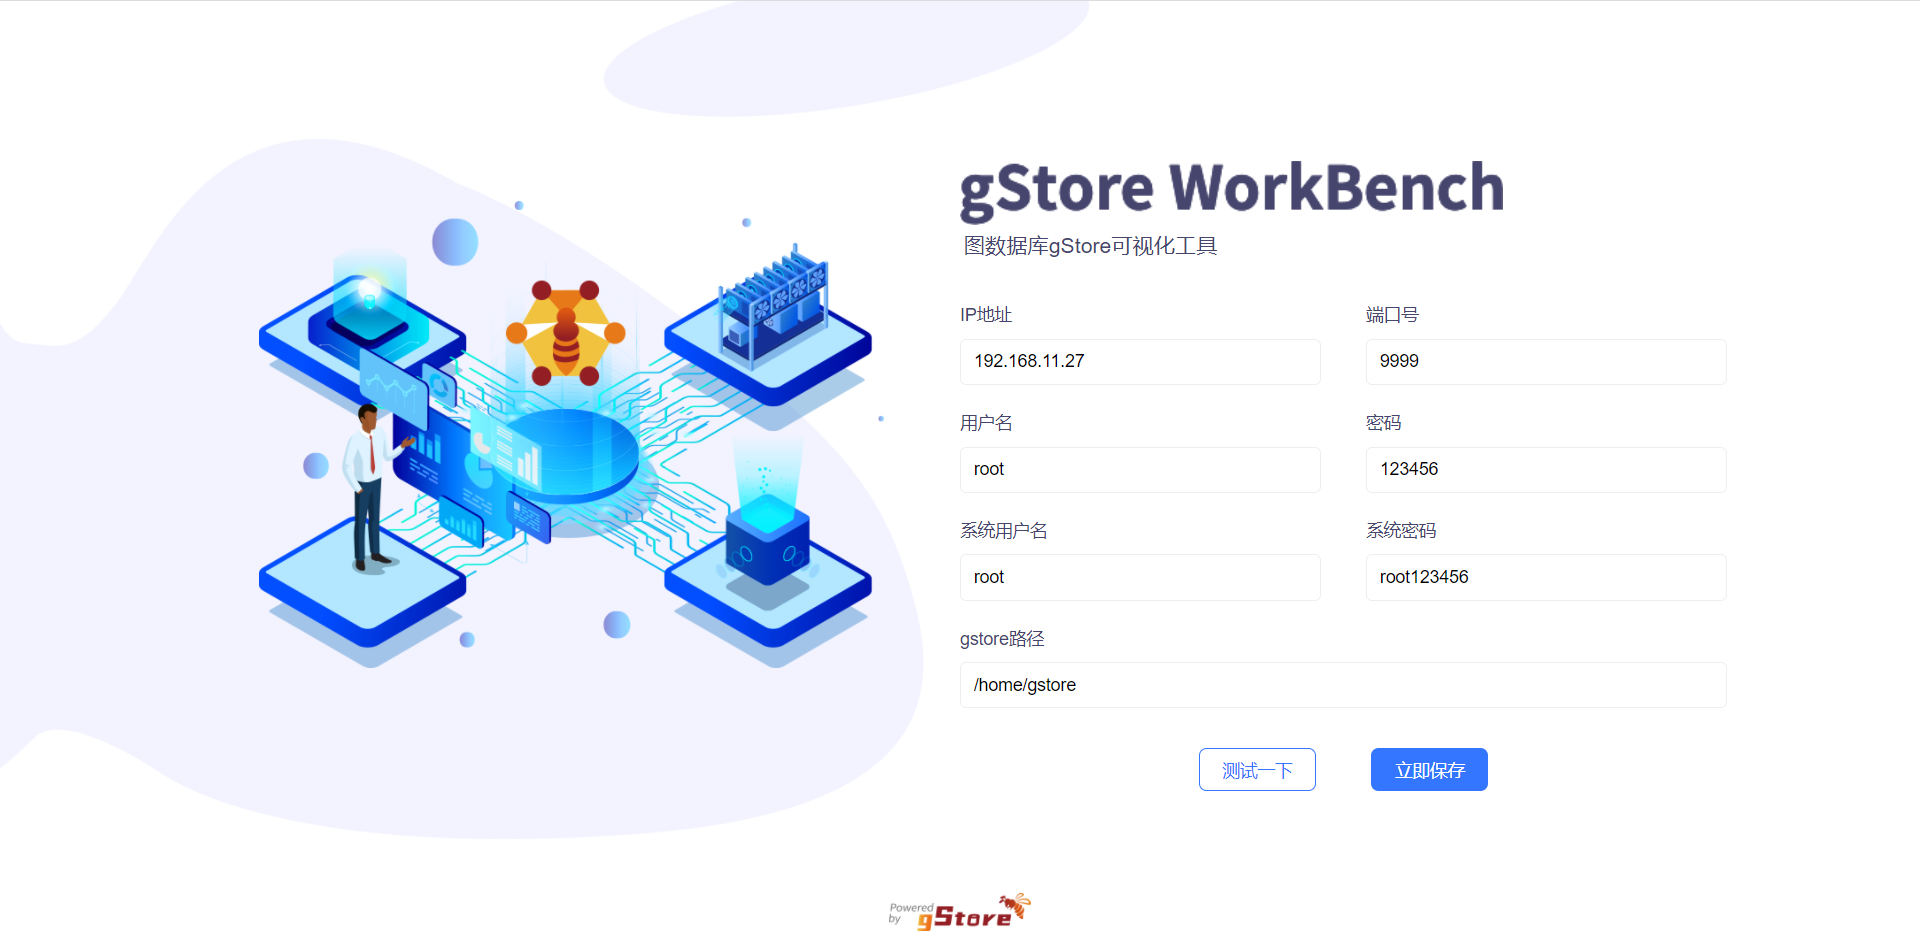 gStore WorkBench
图数据库gStore可视化工具
IP地址
端口号
192.168.11.27
9999
用户名
密码
root
123456
系统用户名
系统密码
root
root123456
gstore路径
/home/gstore
测试一下
立即保存
Powered by gStore